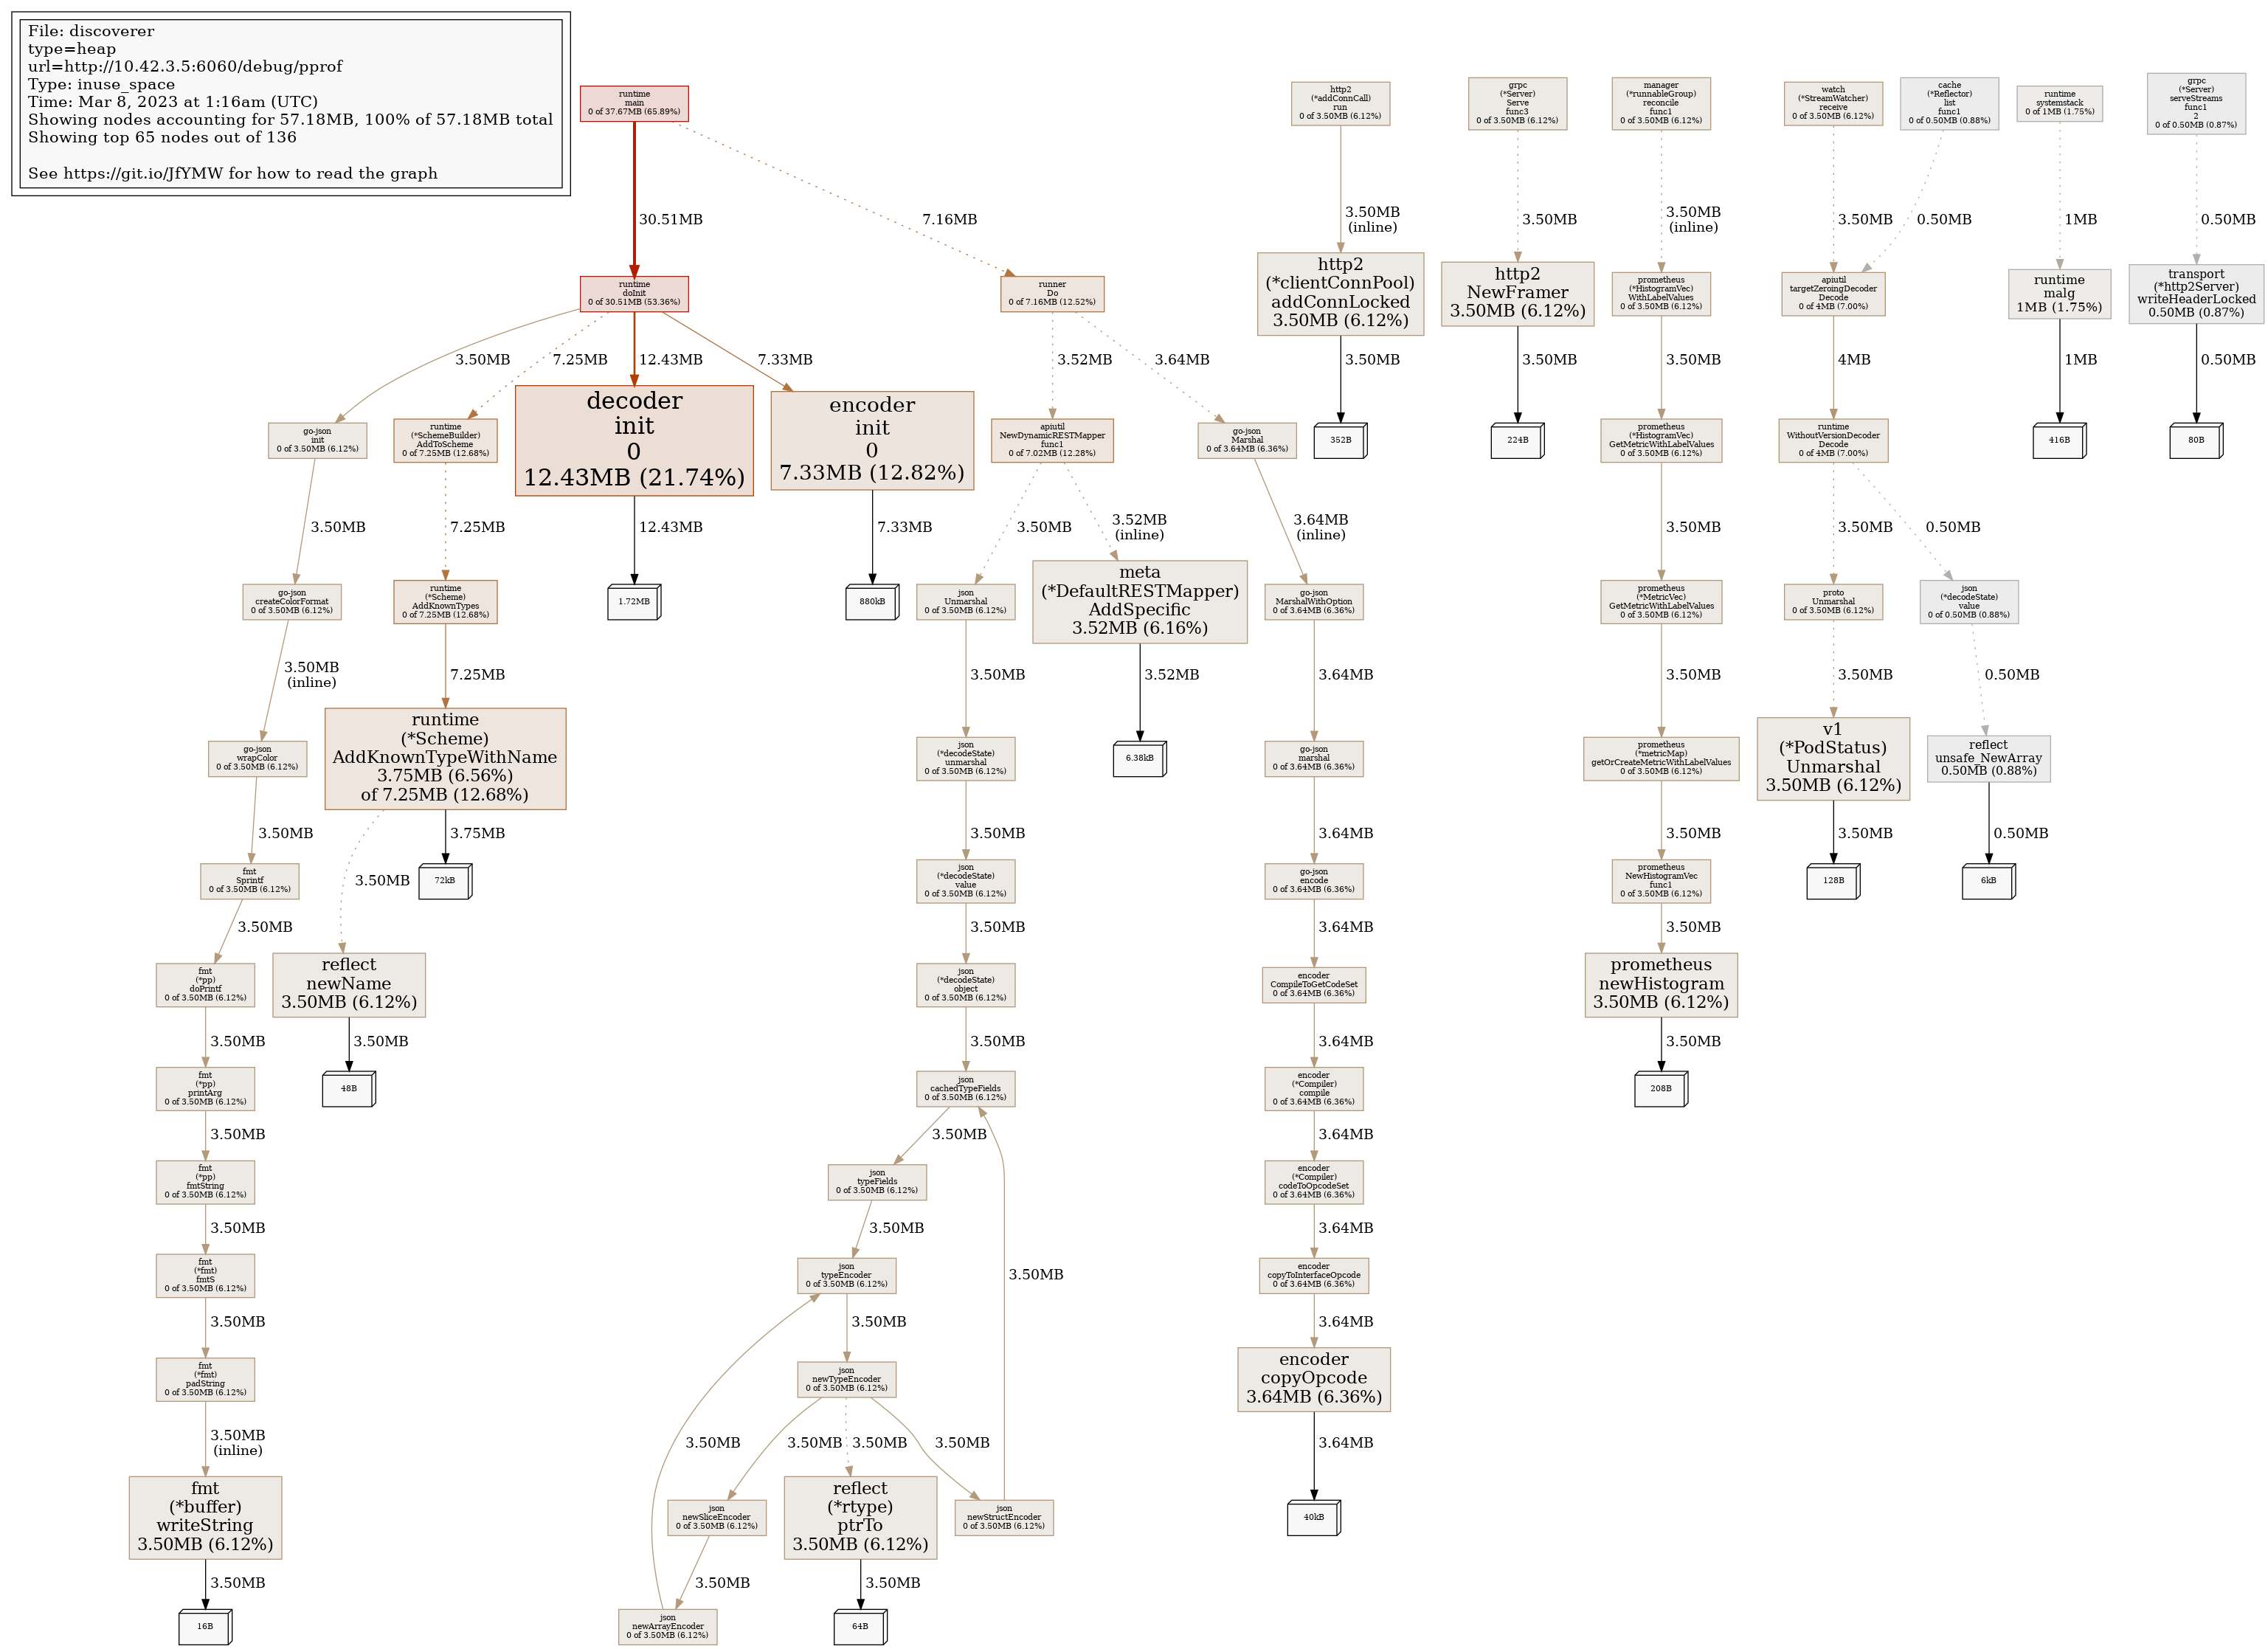 File: discoverer
type=heap
url=http://10.42.3.5:6060/debug/pprof
Type: inuse_space
Time: Mar 8, 2023 at 1:16am (UTC)
Showing nodes accounting for 57.18MB, 100% of 57.18MB total
Showing top 65 nodes out of 136
See https://git.io/JfYMW for how to read the graph
runtime
main
0 of 37.67MB (65.89%)
http2
(*addConnCall)
run
0 of 3.50MB (6.12%)
grpc
(*Server)
Serve
func3
0 of 3.50MB (6.12%)
manager
(*runnableGroup)
reconcile
func1
0 of 3.50MB (6.12%)
watch
(*StreamWatcher)
receive
0 of 3.50MB (6.12%)
cache
(*Reflector)
list
func1
0 of 0.50MB (0.88%)
runtime
systemstack
0 of 1MB (1.75%)
grpc
(*Server)
serveStreams
func1
2
0 of 0.50MB (0.87%)
30.51MB
7.16MB
3.50MB
(inline)
3.50MB
3.50MB
(inline)
3.50MB
0.50MB
1MB
0.50MB
runtime
doInit
0 of 30.51MB (53.36%)
runner
Do
0 of 7.16MB (12.52%)
http2
(*clientConnPool)
addConnLocked
3.50MB (6.12%)
http2
NewFramer
3.50MB (6.12%)
prometheus
(*HistogramVec)
WithLabelValues
0 of 3.50MB (6.12%)
apiutil
targetZeroingDecoder
Decode
0 of 4MB (7.00%)
runtime
malg
1MB (1.75%)
transport
(*http2Server)
writeHeaderLocked
0.50MB (0.87%)
3.50MB
7.25MB
12.43MB
7.33MB
3.52MB
3.64MB
3.50MB
3.50MB
3.50MB
4MB
1MB
0.50MB
go-json
init
0 of 3.50MB (6.12%)
runtime
(*SchemeBuilder)
AddToScheme
0 of 7.25MB (12.68%)
decoder
init
0
12.43MB (21.74%)
encoder
init
0
7.33MB (12.82%)
apiutil
NewDynamicRESTMapper
func1
0 of 7.02MB (12.28%)
go-json
Marshal
0 of 3.64MB (6.36%)
352B
224B
prometheus
(*HistogramVec)
GetMetricWithLabelValues
0 of 3.50MB (6.12%)
runtime
WithoutVersionDecoder
Decode
0 of 4MB (7.00%)
416B
80B
3.50MB
7.25MB
12.43MB
7.33MB
3.50MB
3.52MB
(inline)
3.64MB
(inline)
3.50MB
3.50MB
0.50MB
go-json
createColorFormat
0 of 3.50MB (6.12%)
runtime
(*Scheme)
AddKnownTypes
0 of 7.25MB (12.68%)
1.72MB
880kB
json
Unmarshal
0 of 3.50MB (6.12%)
meta
(*DefaultRESTMapper)
AddSpecific
3.52MB (6.16%)
go-json
MarshalWithOption
0 of 3.64MB (6.36%)
prometheus
(*MetricVec)
GetMetricWithLabelValues
0 of 3.50MB (6.12%)
proto
Unmarshal
0 of 3.50MB (6.12%)
json
(*decodeState)
value
0 of 0.50MB (0.88%)
3.50MB
(inline)
7.25MB
3.50MB
3.52MB
3.64MB
3.50MB
3.50MB
0.50MB
go-json
wrapColor
0 of 3.50MB (6.12%)
runtime
(*Scheme)
AddKnownTypeWithName
3.75MB (6.56%)
of 7.25MB (12.68%)
json
(*decodeState)
unmarshal
0 of 3.50MB (6.12%)
6.38kB
go-json
marshal
0 of 3.64MB (6.36%)
prometheus
(*metricMap)
getOrCreateMetricWithLabelValues
0 of 3.50MB (6.12%)
v1
(*PodStatus)
Unmarshal
3.50MB (6.12%)
reflect
unsafe_NewArray
0.50MB (0.88%)
3.50MB
3.75MB
3.50MB
3.64MB
3.50MB
3.50MB
0.50MB
fmt
Sprintf
0 of 3.50MB (6.12%)
3.50MB
72kB
json
(*decodeState)
value
0 of 3.50MB (6.12%)
go-json
encode
0 of 3.64MB (6.36%)
prometheus
NewHistogramVec
func1
0 of 3.50MB (6.12%)
128B
6kB
3.50MB
3.50MB
3.64MB
3.50MB
fmt
(*pp)
doPrintf
0 of 3.50MB (6.12%)
reflect
newName
3.50MB (6.12%)
json
(*decodeState)
object
0 of 3.50MB (6.12%)
encoder
CompileToGetCodeSet
0 of 3.64MB (6.36%)
prometheus
newHistogram
3.50MB (6.12%)
3.50MB
3.50MB
3.50MB
3.64MB
3.50MB
fmt
(*pp)
printArg
0 of 3.50MB (6.12%)
48B
json
cachedTypeFields
0 of 3.50MB (6.12%)
encoder
(*Compiler)
compile
0 of 3.64MB (6.36%)
208B
3.50MB
3.50MB
3.64MB
fmt
(*pp)
fmtString
0 of 3.50MB (6.12%)
json
typeFields
0 of 3.50MB (6.12%)
encoder
(*Compiler)
codeToOpcodeSet
0 of 3.64MB (6.36%)
3.50MB
3.50MB
3.64MB
fmt
(*fmt)
fmtS
0 of 3.50MB (6.12%)
json
typeEncoder
0 of 3.50MB (6.12%)
3.50MB
encoder
copyToInterfaceOpcode
0 of 3.64MB (6.36%)
3.50MB
3.50MB
3.64MB
fmt
(*fmt)
padString
0 of 3.50MB (6.12%)
json
newTypeEncoder
0 of 3.50MB (6.12%)
encoder
copyOpcode
3.64MB (6.36%)
3.50MB
(inline)
3.50MB
3.50MB
3.50MB
3.50MB
3.64MB
fmt
(*buffer)
writeString
3.50MB (6.12%)
json
newSliceEncoder
0 of 3.50MB (6.12%)
reflect
(*rtype)
ptrTo
3.50MB (6.12%)
json
newStructEncoder
0 of 3.50MB (6.12%)
40kB
3.50MB
3.50MB
3.50MB
16B
json
newArrayEncoder
0 of 3.50MB (6.12%)
64B